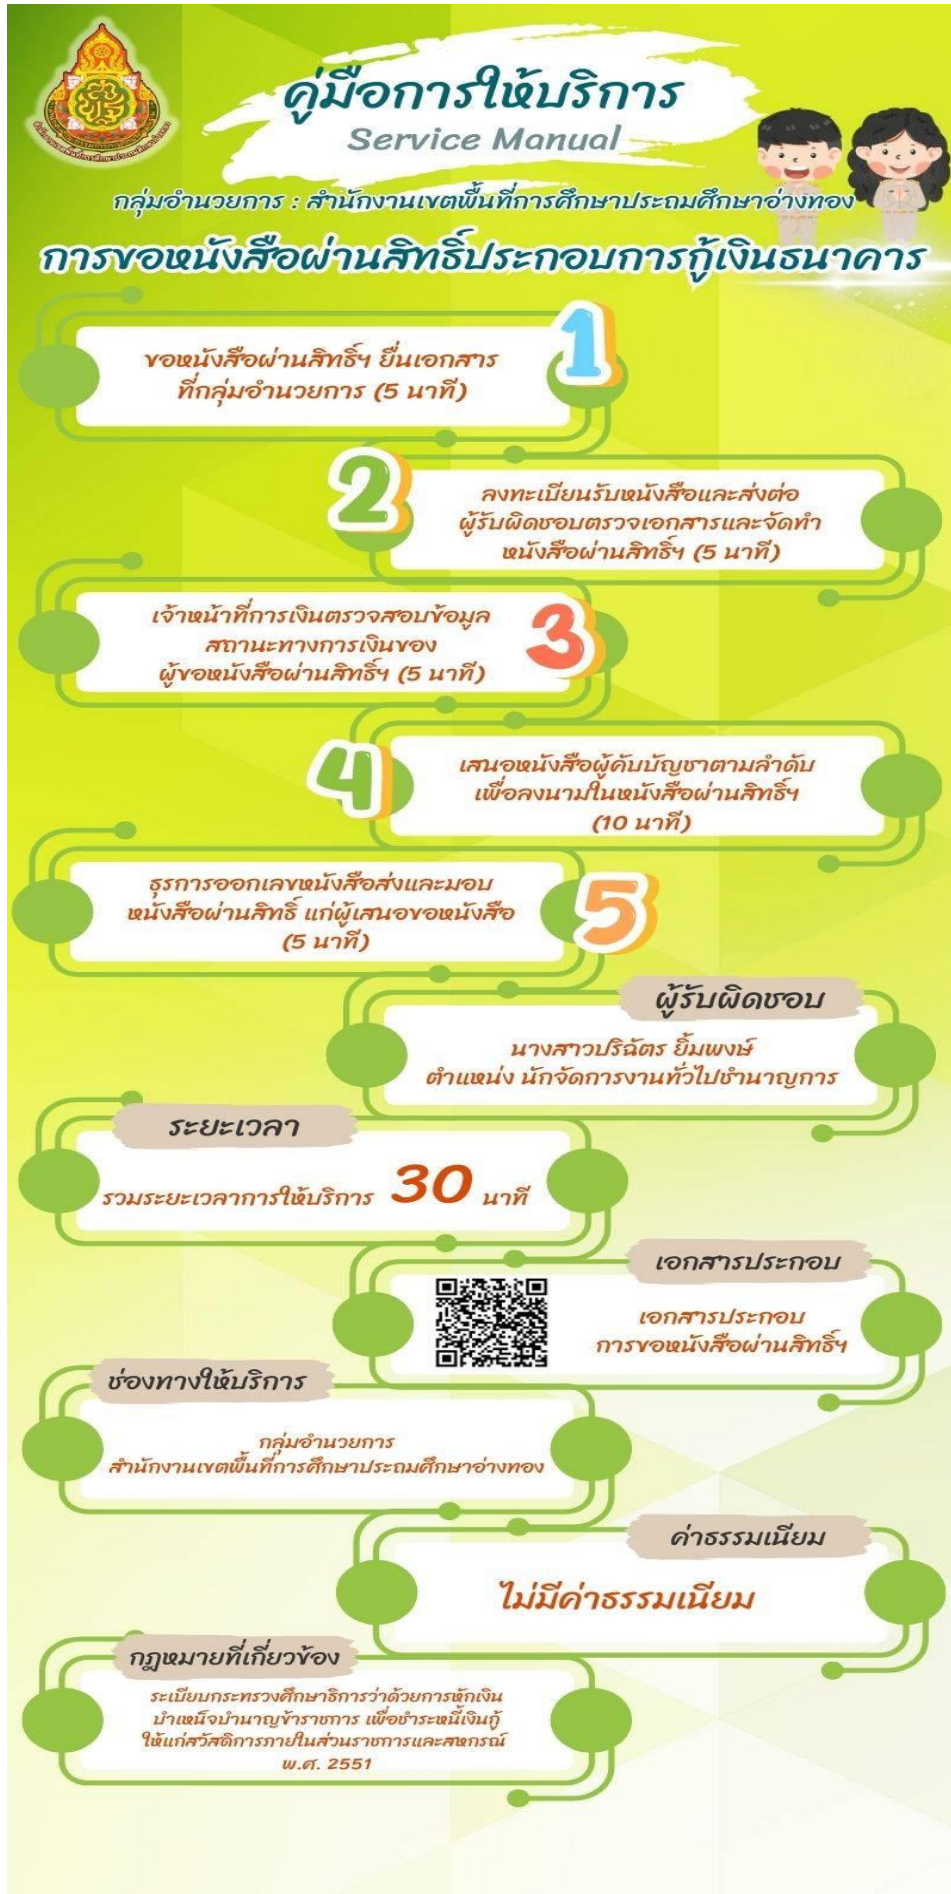 คู่มือการให้บริการ
Service Manual
กลุ่มอำนวยการ : สำนักงานเขตพื้นที่การศึกษาประถมศึกษาอ่างทอง
การขอหนังสือผ่านสิทธิ์ประกอบการกู้เงินธนาคาร
1
ขอหนังสือผ่านสิทธิ์ฯ ยื่นเอกสาร
ที่กลุ่มอำนวยการ (5 นาที)
2
ลงทะเบียนรับหนังสือและส่งต่อ
ผู้รับผิดชอบตรวจเอกสารและจัดทำ
หนังสือผ่านสิทธิ์ฯ (5 นาที)
3
เจ้าหน้าที่การเงินตรวจสอบข้อมูล
สถานะทางการเงินของ
ผู้ขอหนังสือผ่านสิทธิ์ฯ (5 นาที)
4
เสนอหนังสือผู้คับบัญชาตามลำดับ
เพื่อลงนามในหนังสือผ่านสิทธิ์ฯ
(10 นาที)
5
ธุรการออกเลขหนังสือส่งและมอบ
หนังสือผ่านสิทธิ์ แก่ผู้เสนอขอหนังสือ
(5 นาที)
ผู้รับผิดชอบ
นางสาวปริฉัตร ยิ้มพงษ์
ตำแหน่ง นักจัดการงานทั่วไปชำนาญการ
ระยะเวลา
รวมระยะเวลาการให้บริการ 30 นาที
เอกสารประกอบ
เอกสารประกอบ
การขอหนังสือผ่านสิทธิ์ฯ
ช่องทางให้บริการ
กลุ่มอำนวยการ
สำนักงานเขตพื้นที่การศึกษาประถมศึกษาอ่างทอง
ค่าธรรมเนียม
ไม่มีค่าธรรมเนียม
กฎหมายที่เกี่ยวข้อง
ระเบียบกระทรวงศึกษาธิการว่าด้วยการหักเงิน
บำเหน็จบำนาญข้าราชการ เพื่อชำระหนี้เงินกู้
ให้แก่สวัสดิการภายในส่วนราชการและสหกรณ์
พ.ศ. 2551